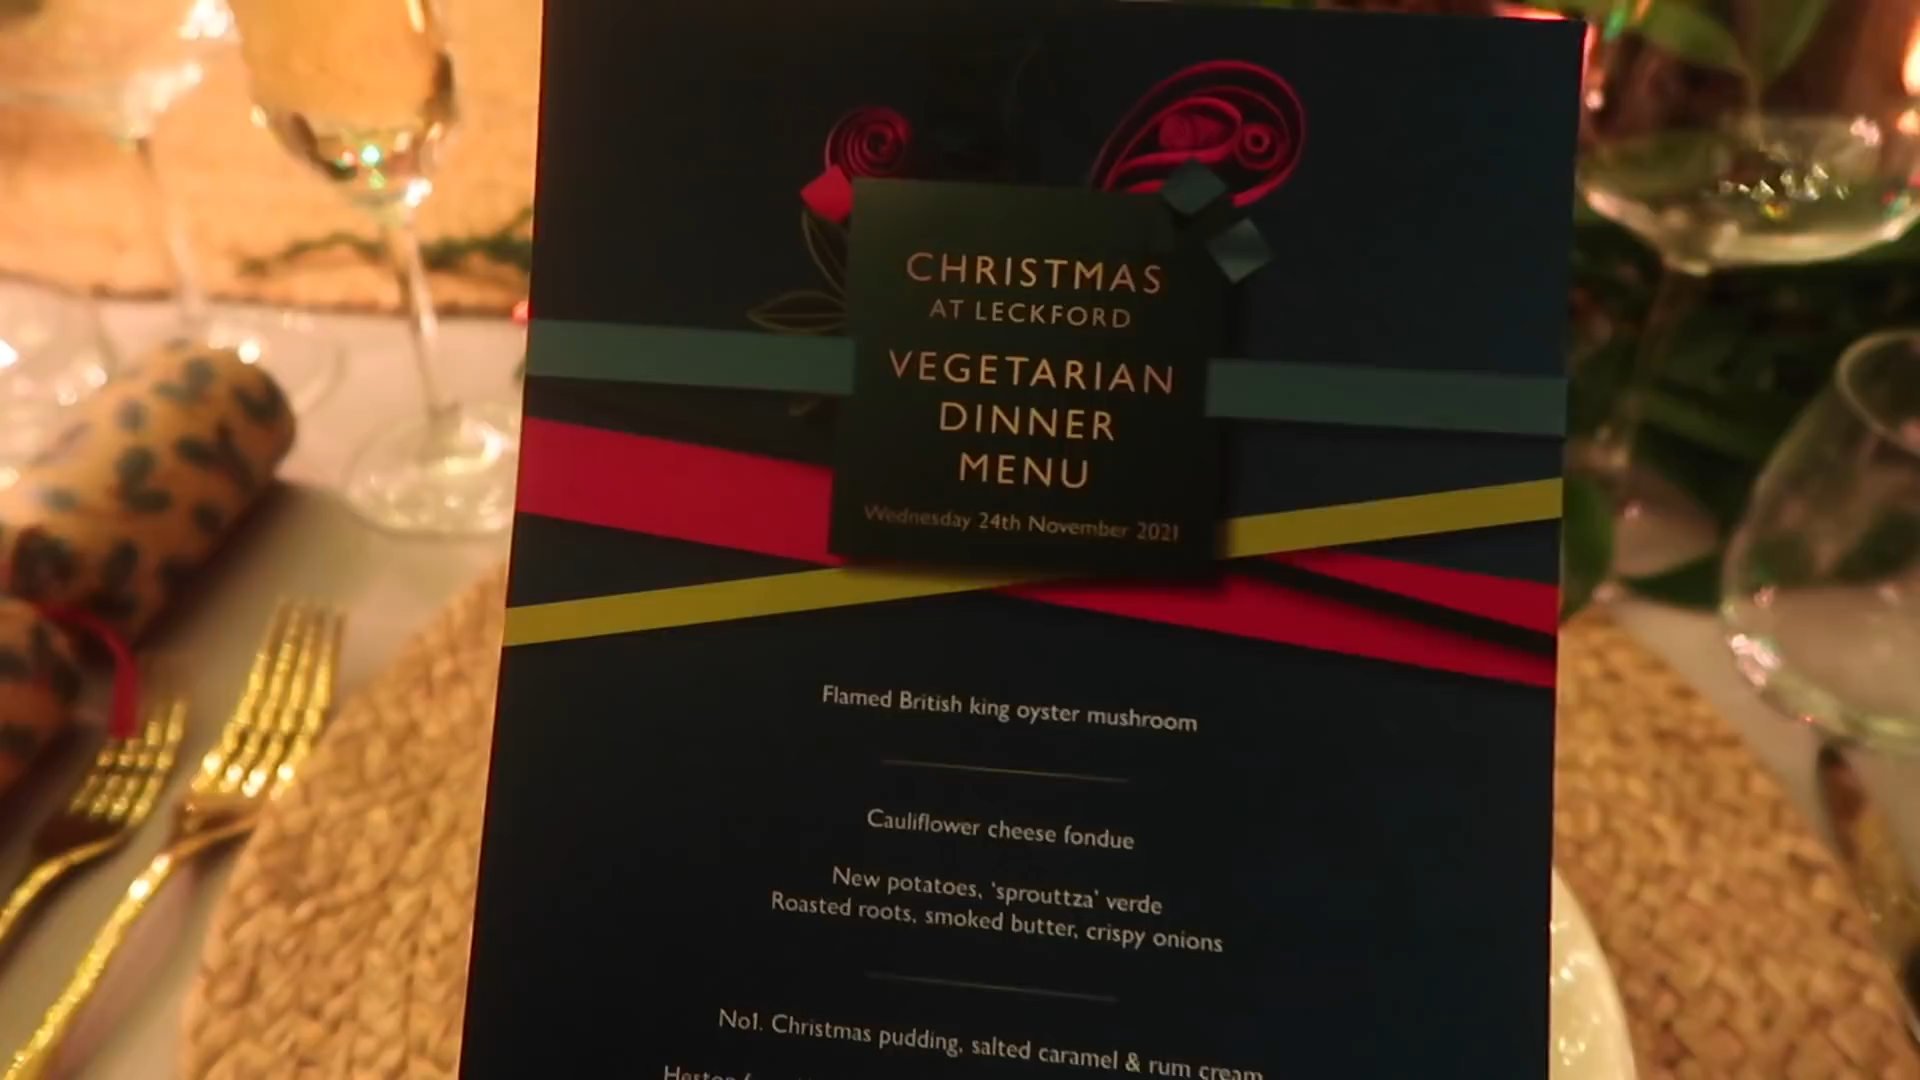 CHRISTMAS
AT LECKFORD
VEGETARIAN
DINNER
MENU
Wednesday 24th November 2021
Flamed British king oyster mushroom
Cauliflower cheese fondue
New potatoes, 'sprouttza' verde
Roasted roots, smoked butter, crispy onions
No1. Christmas pudding, salted caramel & rum cream